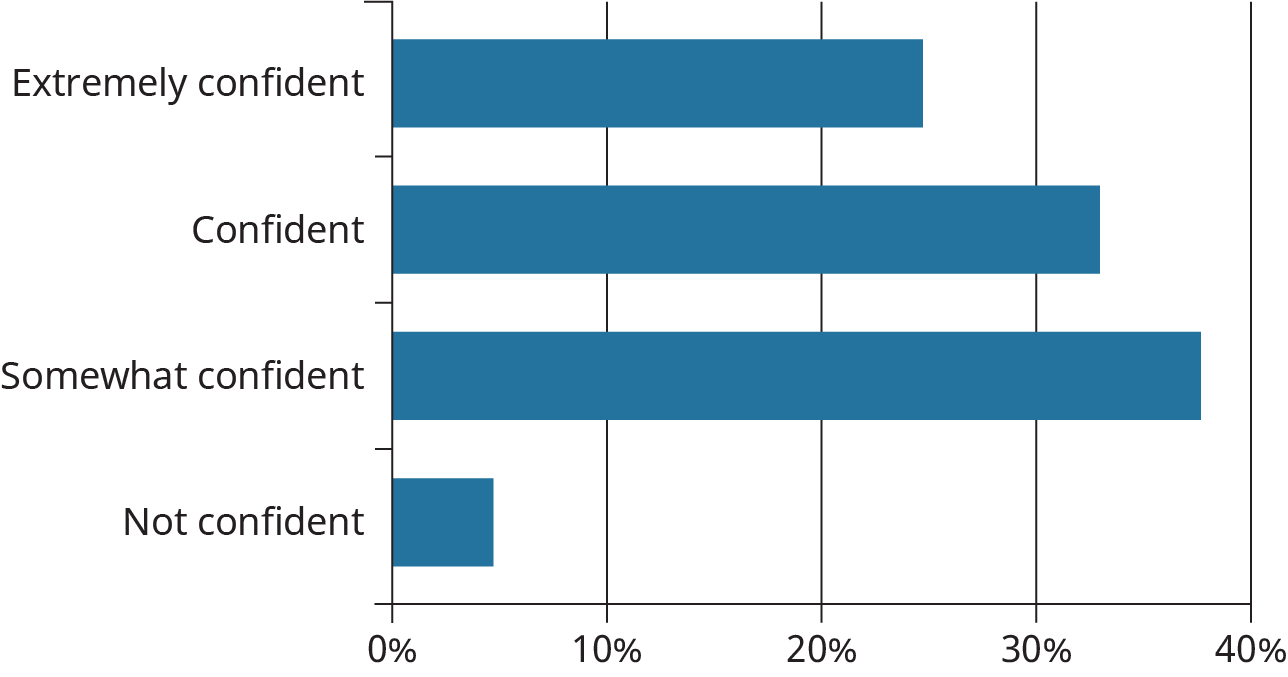 Extremely confident
Confident
Somewhat confident
Not confident
0% 10% 20% 30% 40%